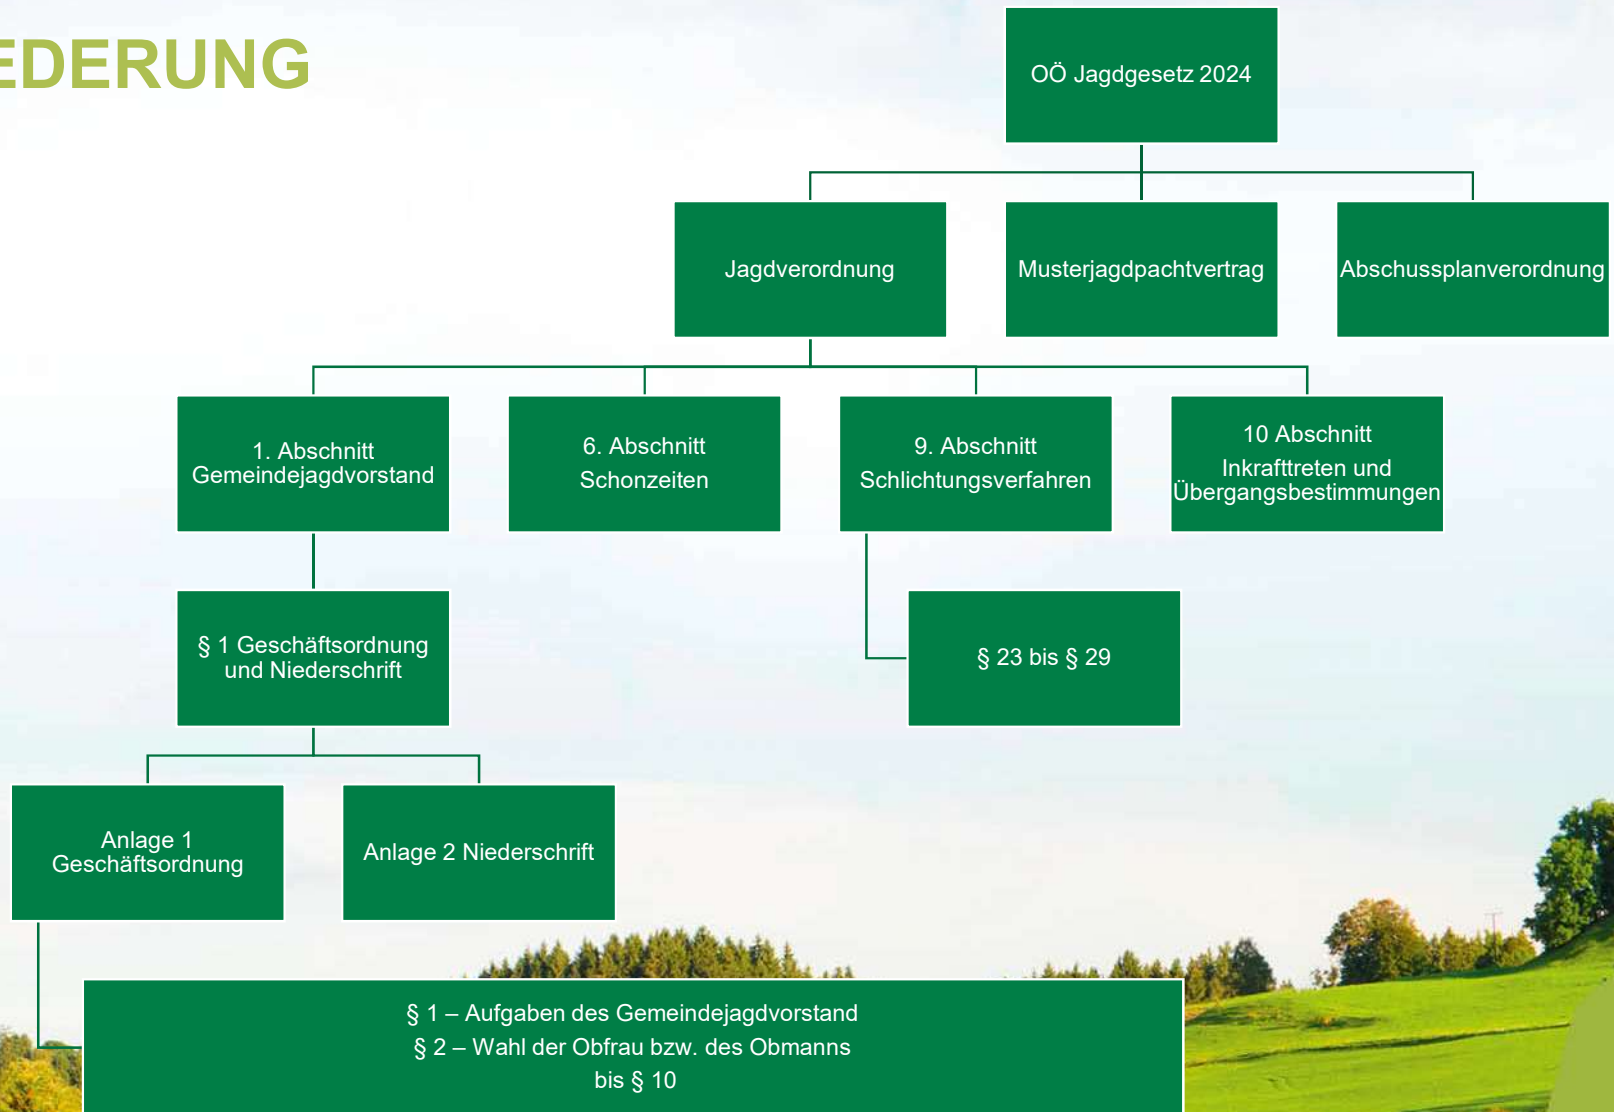 EDERUNG
OÖ Jagdgesetz 2024
Jagdverordnung
Musterjagdpachtvertrag
Abschussplanverordnung
1. Abschnitt
Gemeindejagdvorstand
6. Abschnitt
Schonzeiten
9. Abschnitt
Schlichtungsverfahren
10 Abschnitt
Inkrafttreten und
Übergangsbestimmungen
§ 1 Geschäftsordnung
und Niederschrift
§ 23 bis § 29
Anlage 1
Geschäftsordnung
Anlage 2 Niederschrift
§ 1 – Aufgaben des Gemeindejagdvorstand
§ 2 – Wahl der Obfrau bzw. des Obmanns
bis § 10